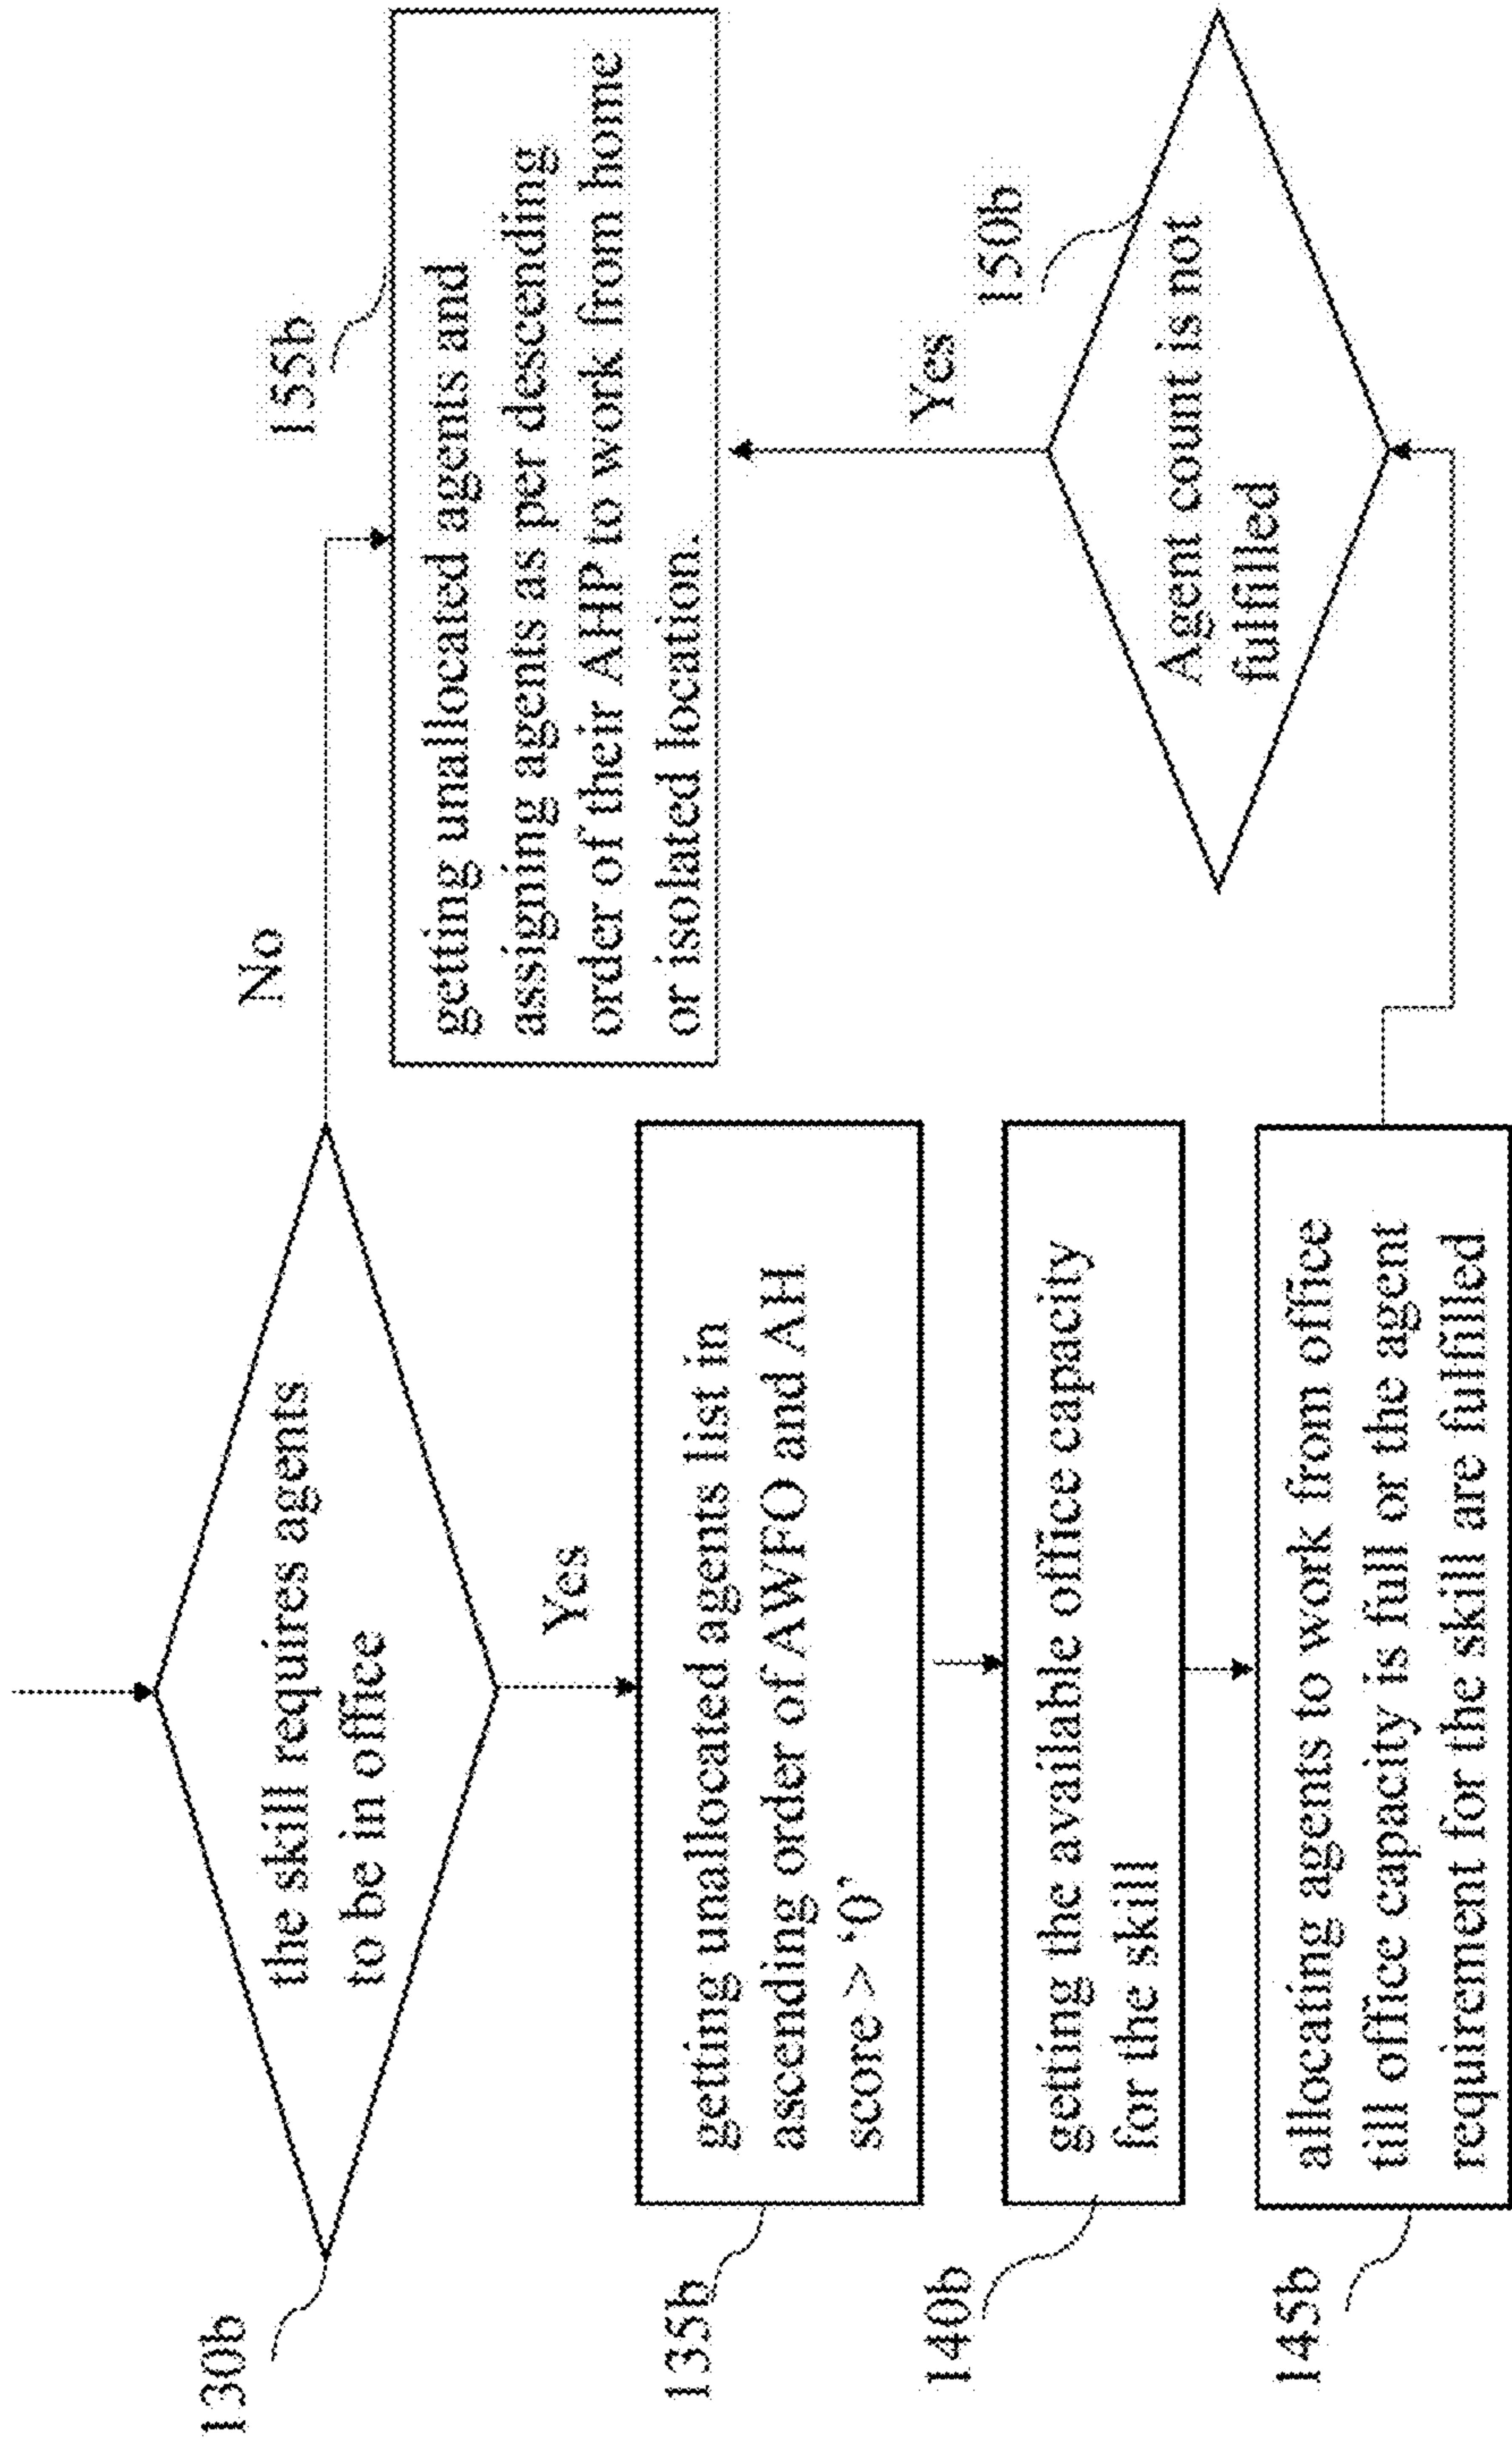 130b
the skill requires agents
to be in office
No
Yes
155b
getting unallocated agents and
assigning agents as per descending
order of their AHP to work from home
or isolated location.
135b
getting unallocated agents list in
ascending order of AWFO and AH
score > ‘0’
140b
getting the available office capacity
for the skill
145b
allocating agents to work from office
till office capacity is full or the agent
requirement for the skill are fulfilled
Yes
150b
Agent count is not
fulfilled